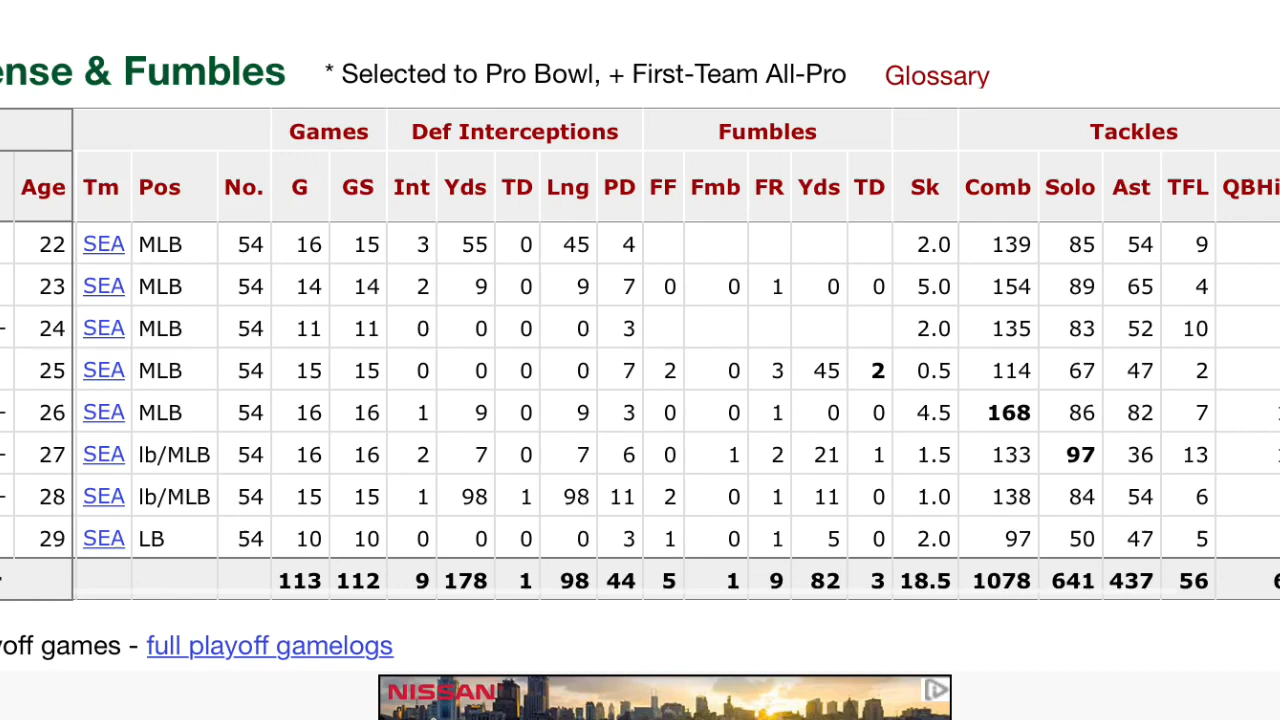 ense & Fumbles * Selected to Pro Bowl, + First-Team All-Pro Glossary
Games Def Interceptions Fumbles Tackles
Age Tm Pos No. G GS Int Yds TD Lng PD FF Fmb FR Yds TD Sk Comb Solo Ast TFL QBHi
22 SEA MLB 54 16 15 3 55 0 45 4 2.0 139 85 54 9
23 SEA MLB 54 14 14 2 9 0 9 7 0 0 1 0 0 5.0 154 89 65 4
24 SEA MLB 54 11 11 0 0 0 0 3 2.0 135 83 52 10
25 SEA MLB 54 15 15 0 0 0 0 7 2 0 3 45 2 0.5 114 67 47 2
26 SEA MLB 54 16 16 1 9 0 9 3 0 0 1 0 0 4.5 168 86 82 7
27 SEA lb/MLB 54 16 16 2 7 0 7 6 0 1 2 21 1 1.5 133 97 36 13
28 SEA lb/MLB 54 15 15 1 98 1 98 11 2 0 1 11 0 1.0 138 84 54 6
29 SEA LB 54 10 10 0 0 0 0 3 1 0 1 5 0 2.0 97 50 47 5
113 112 9 178 1 98 44 5 1 9 82 3 18.5 1078 641 437 56
yoff games - full playoff gamelogs
NISSAN